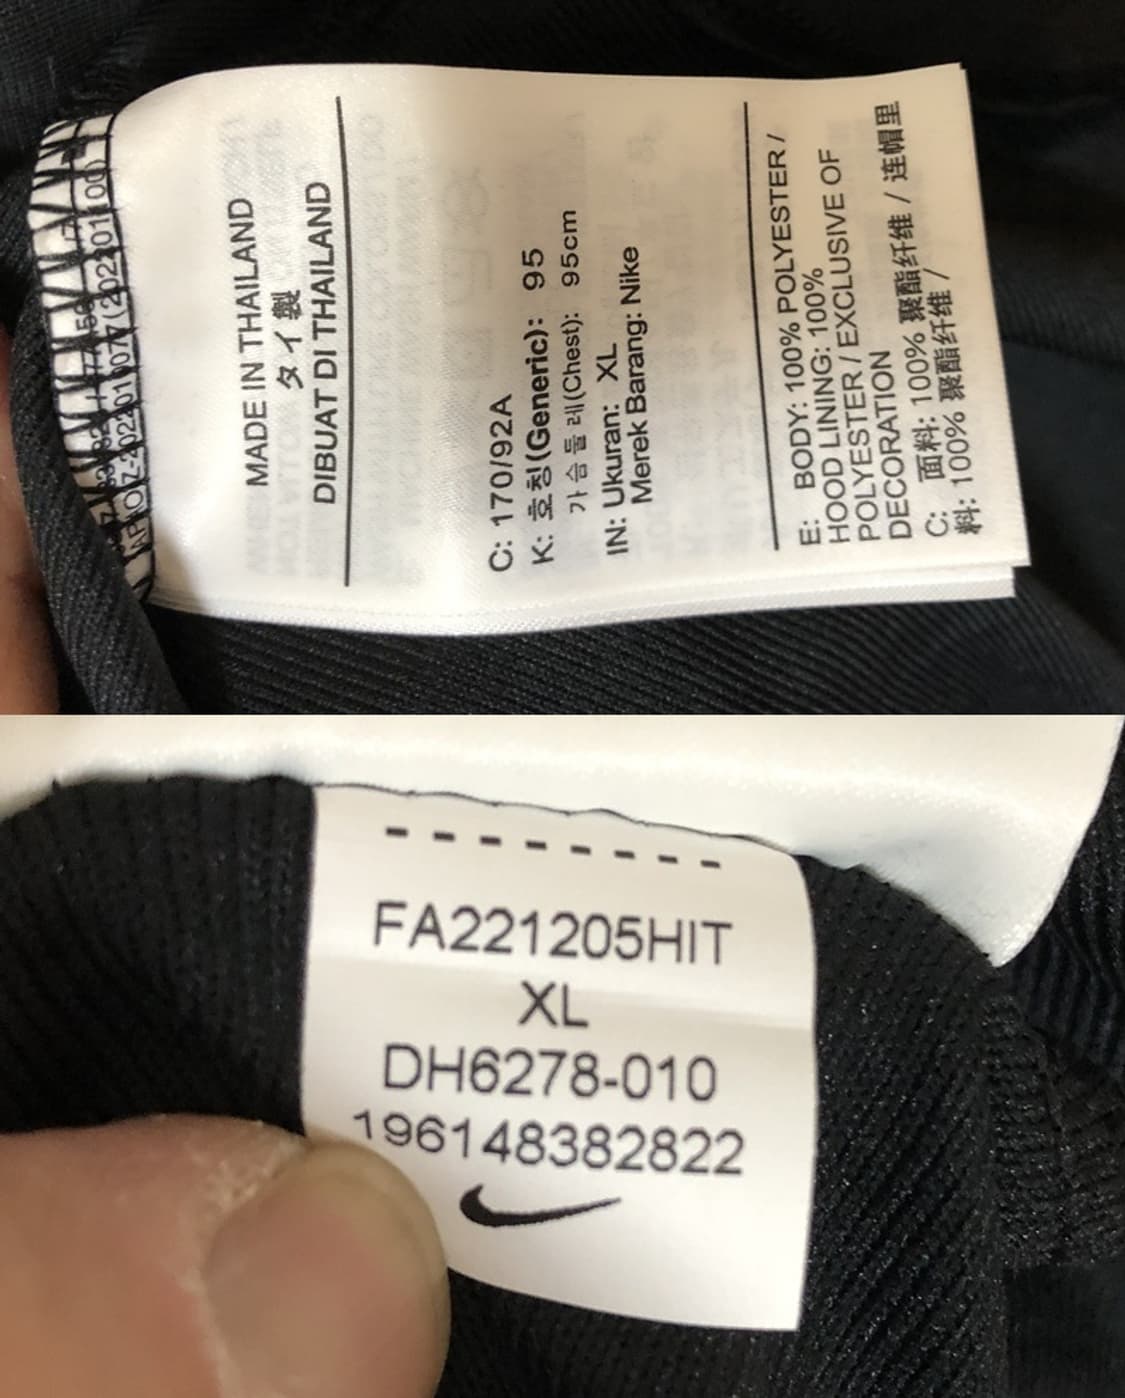 MADE IN THAILAND
タイ製
DIBUAT DI THAILAND
C: 170/92A
K: 호칭(Generic): 95
가슴둘레(Chest): 95cm
IN: Ukuran: XL
Merek Barang: Nike
E: BODY: 100% POLYESTER /
HOOD LINING: 100%
POLYESTER / EXCLUSIVE OF
DECORATION
C: 面料: 100% 聚酯纤维 / 连帽里
料: 100% 聚酯纤维 /
FA221205HIT
XL
DH6278-010
196148382822